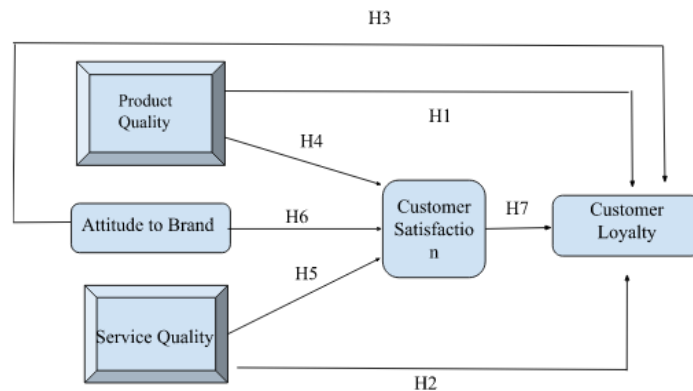 H3
Product
Quality
H1
H4
Attitude to Brand
H6
Customer
Satisfactio
n
H7
Customer
Loyalty
H5
Service Quality
H2